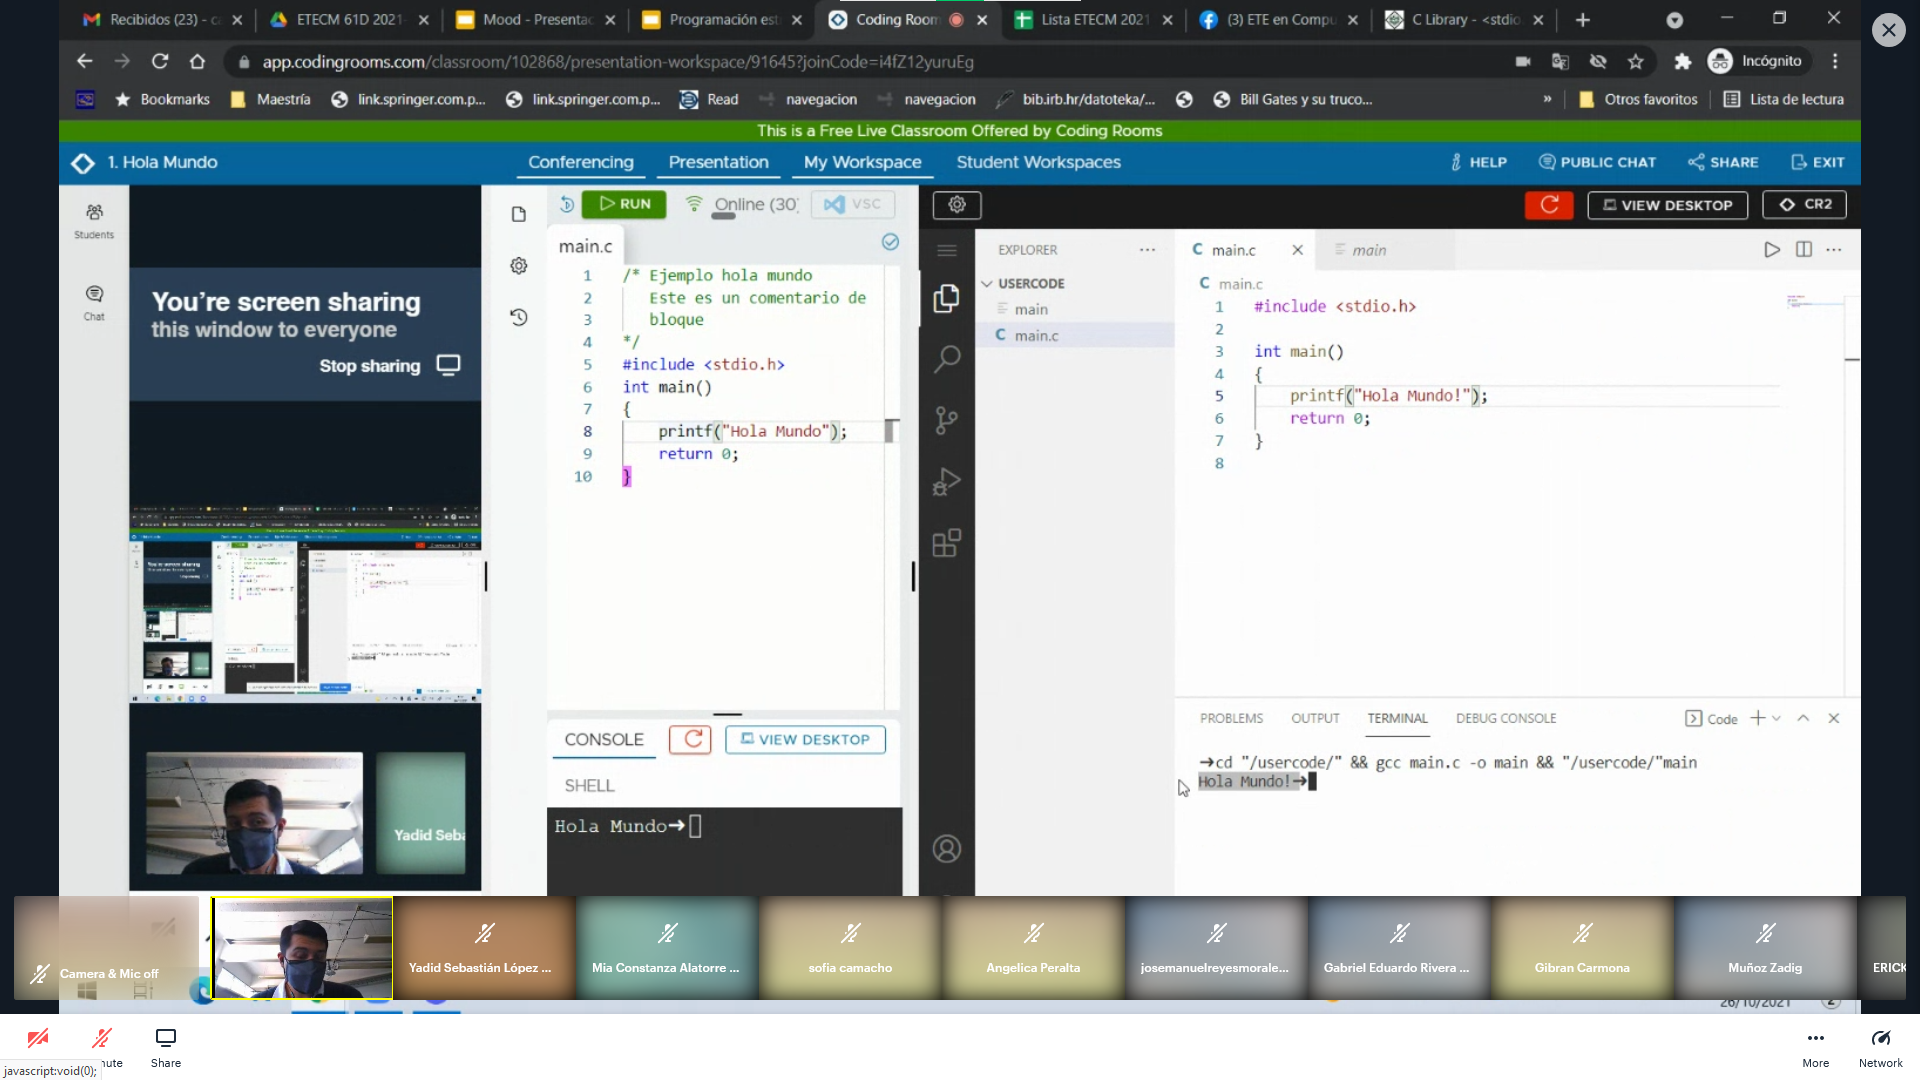 Recibidos (23) - c
ETECM 61D 2021-
Mood - Presentac
Programación est
Coding Room
Lista ETECM 2021
(3) ETE en Compu
C Library - <stdio.
app.codingrooms.com/classroom/102868/presentation-workspace/91645?joinCode=i4fZ12yuruEg
Incógnito
Bookmarks
Maestría
link.springer.com.p...
link.springer.com.p...
Read
navegacion
navegacion
bib.irb.hr/datoteka/...
Bill Gates y su truco...
»
Otros favoritos
Lista de lectura
This is a Free Live Classroom Offered by Coding Rooms
1. Hola Mundo
Conferencing
Presentation
My Workspace
Student Workspaces
HELP
PUBLIC CHAT
SHARE
EXIT
Students
Chat
You're screen sharing
this window to everyone
Stop sharing
Yadid Seba
RUN
Online (30)
VSC
main.c
1 /* Ejemplo hola mundo
2 Este es un comentario de
3 bloque
4 */
5 #include <stdio.h>
6 int main()
7 {
8 printf("Hola Mundo");
9 return 0;
10 }
CONSOLE
VIEW DESKTOP
SHELL
Hola Mundo→
VIEW DESKTOP
CR2
EXPLORER
USERCODE
main
main.c
main.c
main
main.c
1 #include <stdio.h>
2
3 int main()
4 {
5 printf("Hola Mundo!");
6 return 0;
7 }
8
PROBLEMS
OUTPUT
TERMINAL
DEBUG CONSOLE
Code
→cd "/usercode/" && gcc main.c -o main && "/usercode/"main
Hola Mundo!→
Camera & Mic off
Yadid Sebastián López ...
Mia Constanza Alatorre ...
sofia camacho
Angelica Peralta
josemanuelreyesmorale...
Gabriel Eduardo Rivera ...
Gibran Carmona
Muñoz Zadig
ERICK
26/10/2021
2
Share
More
Network
javascript:void(0);